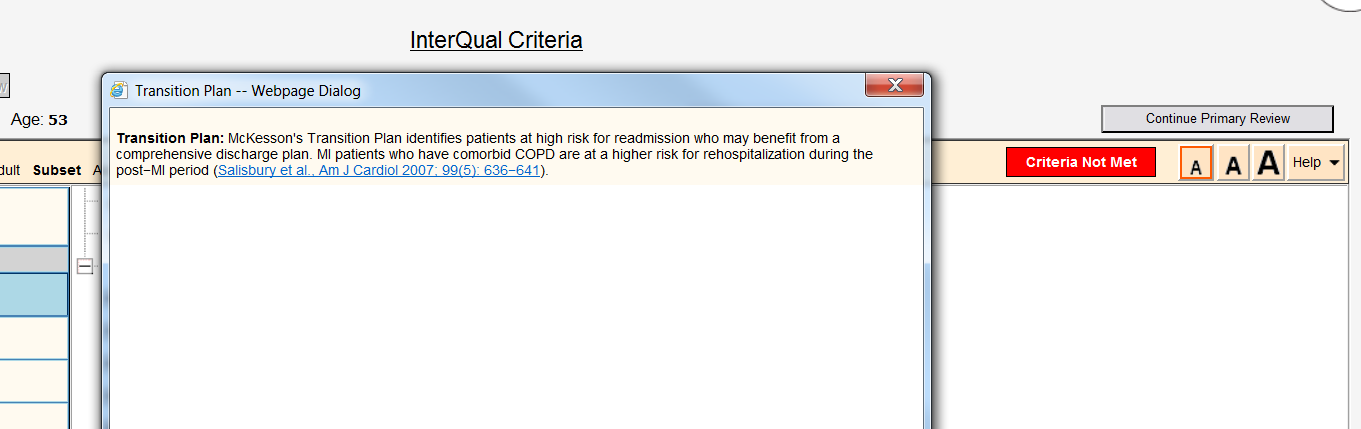 InterQual Criteria
Transition Plan -- Webpage Dialog
Age: 53
Continue Primary Review
Transition Plan: McKesson's Transition Plan identifies patients at high risk for readmission who may benefit from a
comprehensive discharge plan. MI patients who have comorbid COPD are at a higher risk for rehospitalization during the
post−MI period (Salisbury et al., Am J Cardiol 2007; 99(5): 636−641).
Subset
Criteria Not Met
A A A Help